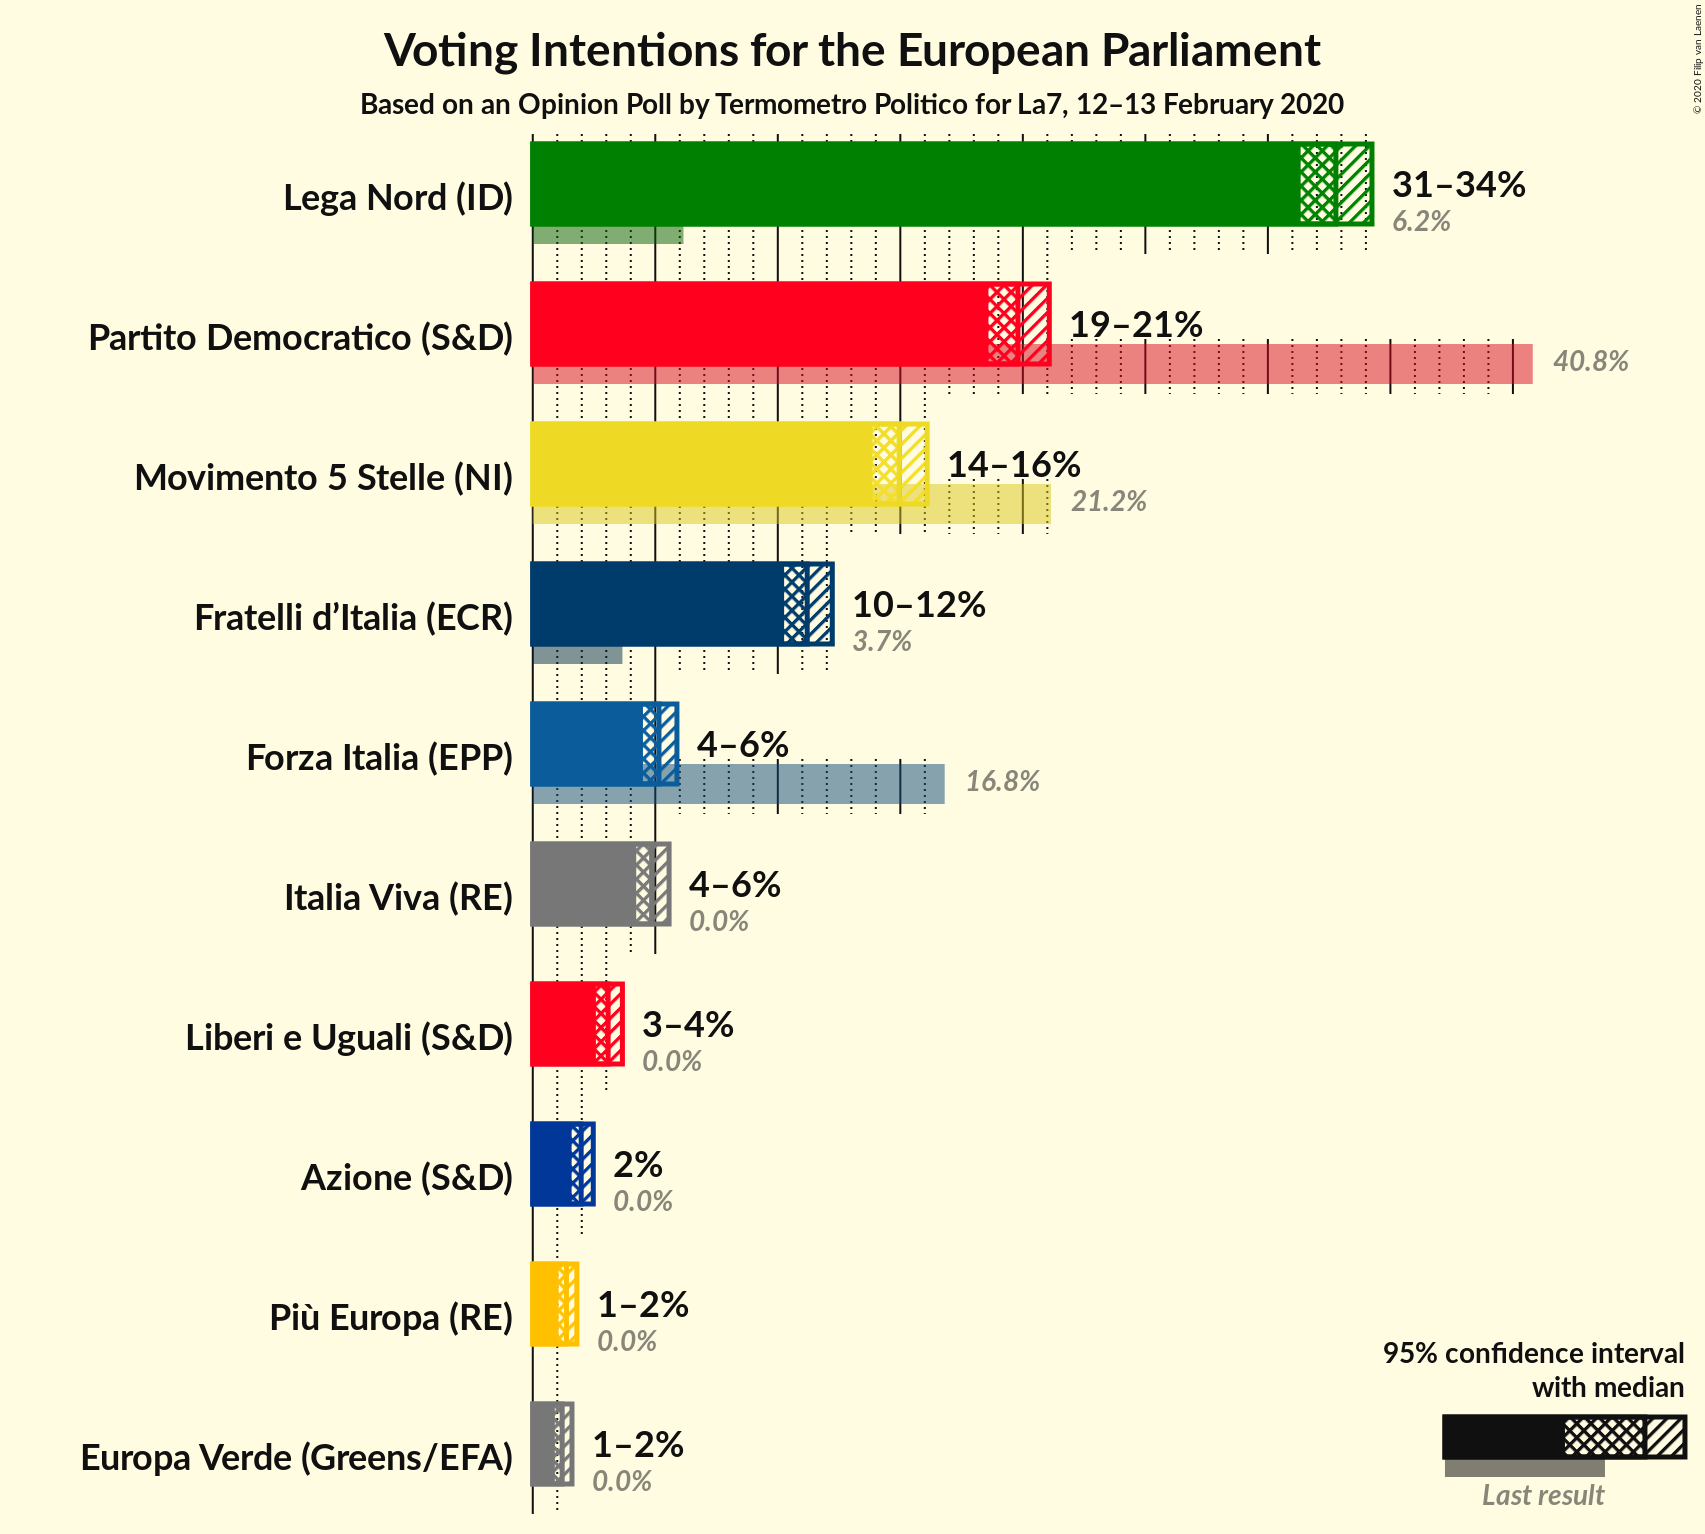 Voting Intentions for the European Parliament
Based on an Opinion Poll by Termometro Politico for La7, 12–13 February 2020
© 2020 Filip van Laenen
Lega Nord (ID)
31–34%
6.2%
Partito Democratico (S&D)
19–21%
40.8%
Movimento 5 Stelle (NI)
14–16%
21.2%
Fratelli d’Italia (ECR)
10–12%
3.7%
Forza Italia (EPP)
4–6%
16.8%
Italia Viva (RE)
4–6%
0.0%
Liberi e Uguali (S&D)
3–4%
0.0%
Azione (S&D)
2%
0.0%
Più Europa (RE)
1–2%
0.0%
Europa Verde (Greens/EFA)
1–2%
0.0%
95% confidence interval
with median
Last result